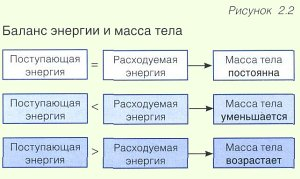 Рисунок 2.2
Баланс энергии и масса тела
Поступающая энергия = Расходуемая энергия Масса тела постоянна
Поступающая энергия < Расходуемая энергия Масса тела уменьшается
Поступающая энергия > Расходуемая энергия Масса тела возрастает